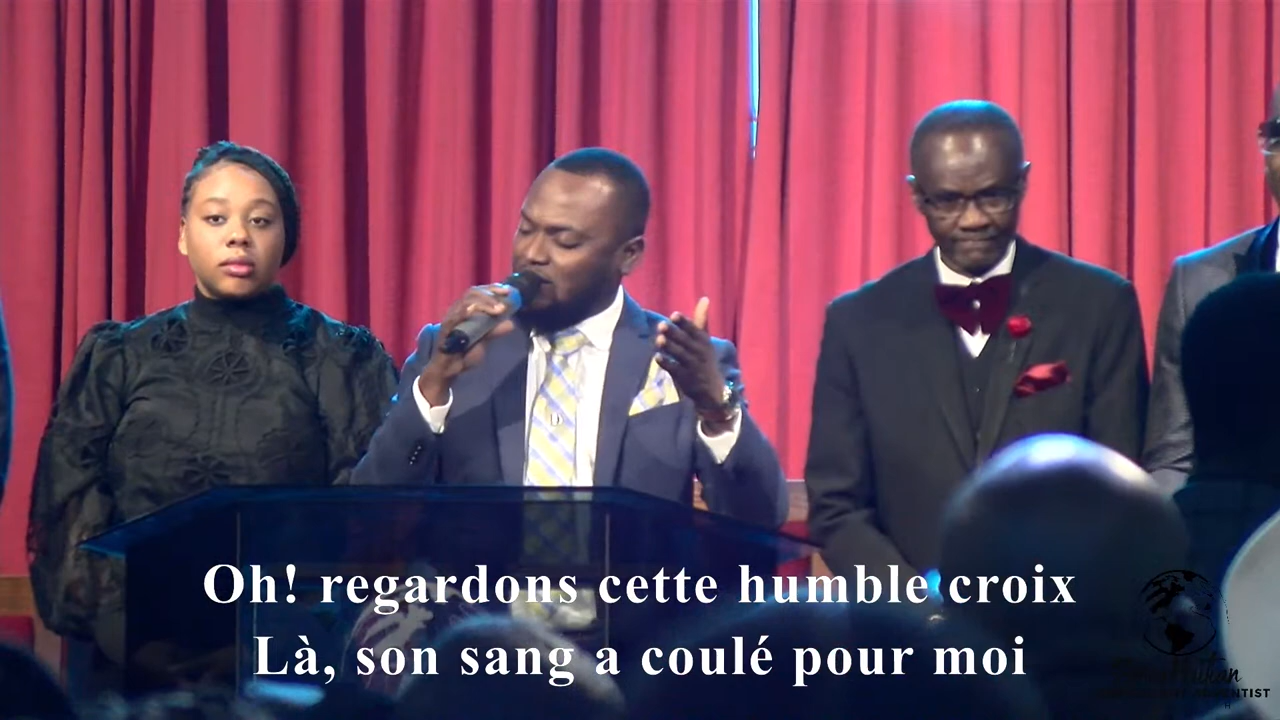 Oh! regardons cette humble croix
Là, son sang a coulé pour moi